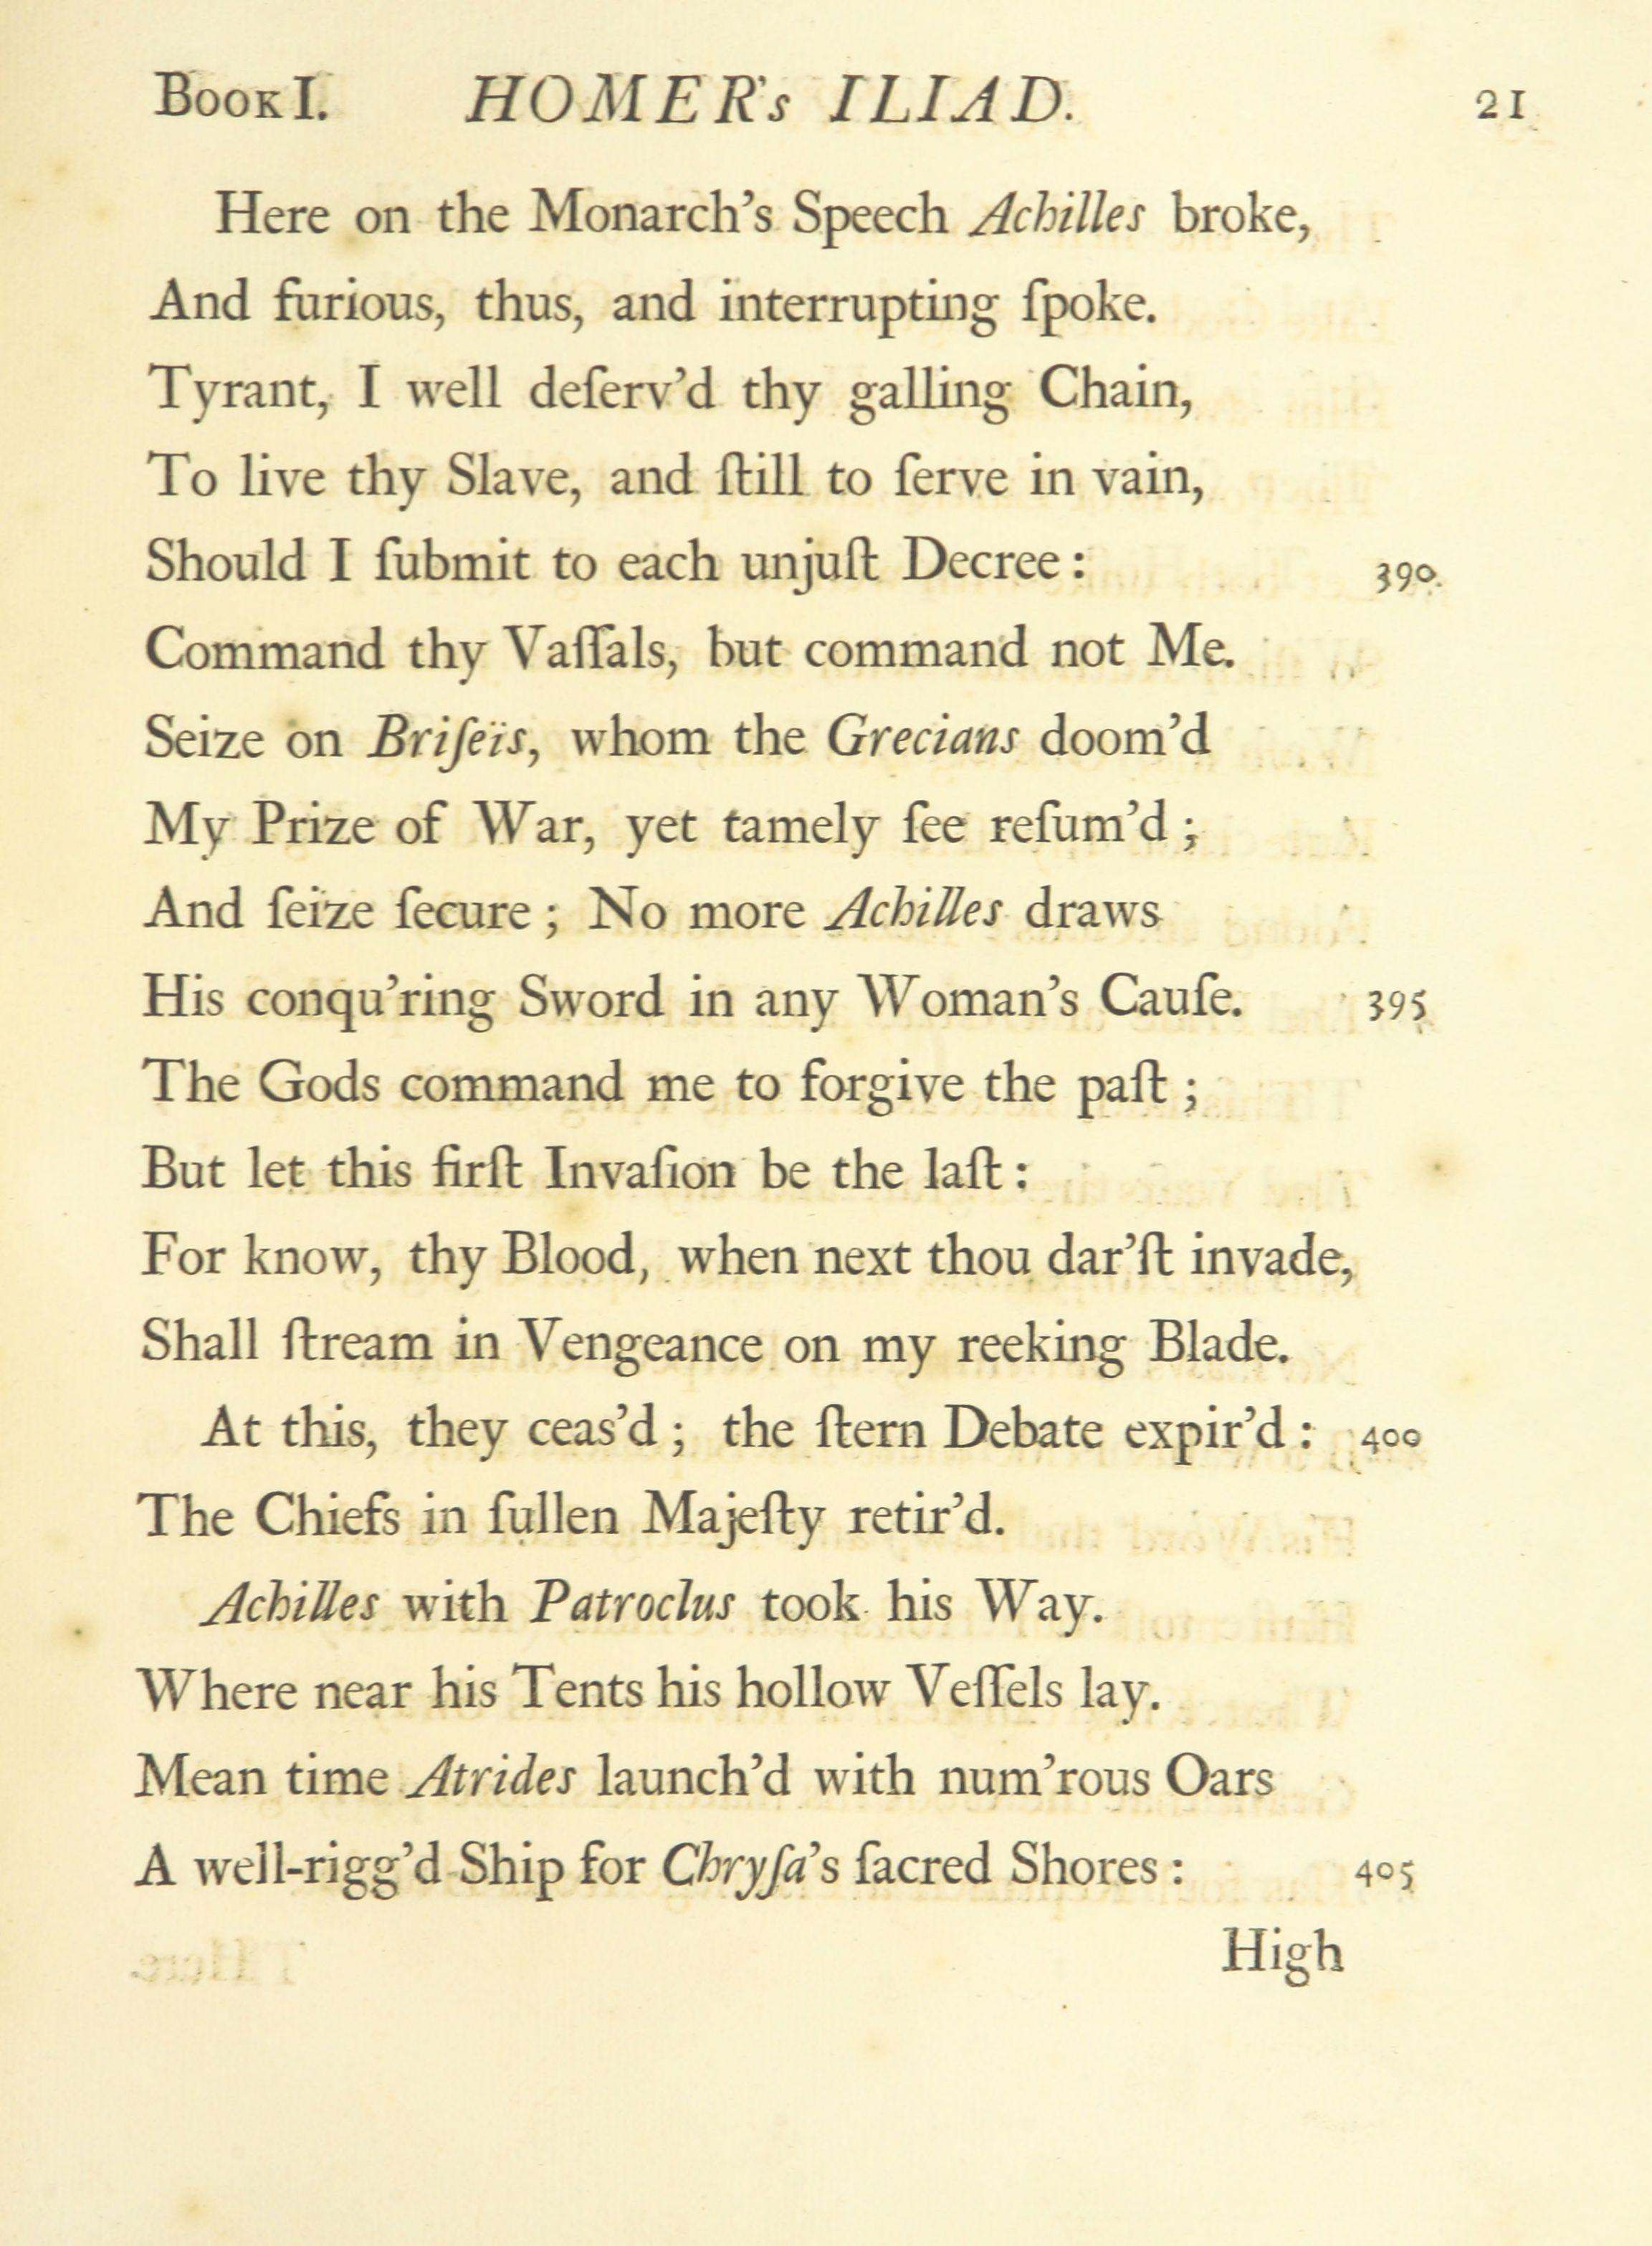 Book I. HOMER's ILIAD. 21
Here on the Monarch’s Speech Achilles broke,
And furious, thus, and interrupting ſpoke.
Tyrant, I well deſerv’d thy galling Chain,
To live thy Slave, and ſtill to ſerve in vain,
Should I ſubmit to each unjuſt Decree: 390
Command thy Vaſſals, but command not Me.
Seize on Briſeïs, whom the Grecians doom’d
My Prize of War, yet tamely ſee reſum’d;
And ſeize ſecure; No more Achilles draws
His conqu’ring Sword in any Woman’s Cauſe. 395
The Gods command me to forgive the paſt;
But let this firſt Invaſion be the laſt:
For know, thy Blood, when next thou dar’ſt invade,
Shall ſtream in Vengeance on my reeking Blade.
At this, they ceas’d; the ſtern Debate expir’d: 400
The Chiefs in ſullen Majeſty retir’d.
Achilles with Patroclus took his Way.
Where near his Tents his hollow Veſſels lay.
Mean time Atrides launch’d with num’rous Oars
A well-rigg’d Ship for Chryſa’s ſacred Shores: 405
High